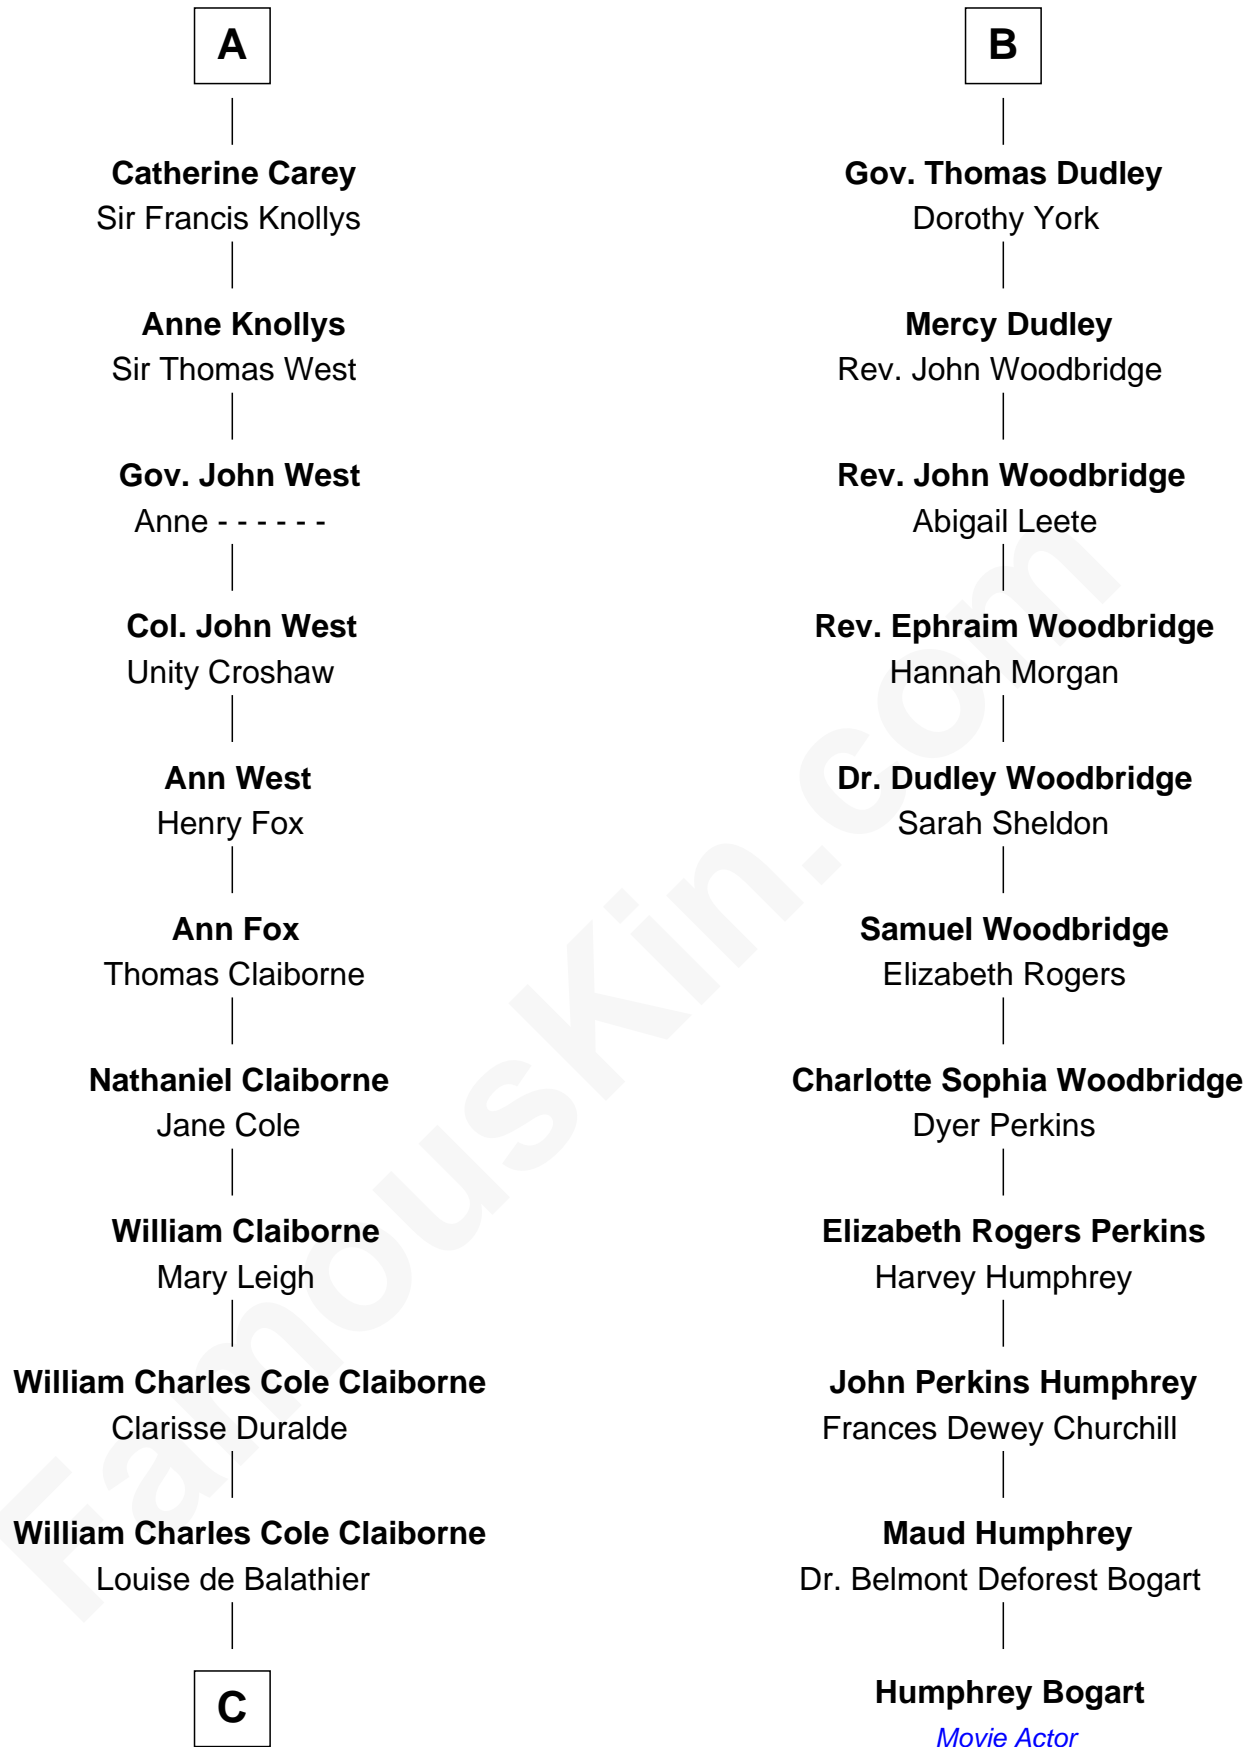 A
Catherine Carey
Sir Francis Knollys
Anne Knollys
Sir Thomas West
Gov. John West
Anne - - - - - -
Col. John West
Unity Croshaw
Ann West
Henry Fox
Ann Fox
Thomas Claiborne
Nathaniel Claiborne
Jane Cole
William Claiborne
Mary Leigh
William Charles Cole Claiborne
Clarisse Duralde
William Charles Cole Claiborne
Louise de Balathier
C
B
Gov. Thomas Dudley
Dorothy York
Mercy Dudley
Rev. John Woodbridge
Rev. John Woodbridge
Abigail Leete
Rev. Ephraim Woodbridge
Hannah Morgan
Dr. Dudley Woodbridge
Sarah Sheldon
Samuel Woodbridge
Elizabeth Rogers
Charlotte Sophia Woodbridge
Dyer Perkins
Elizabeth Rogers Perkins
Harvey Humphrey
John Perkins Humphrey
Frances Dewey Churchill
Maud Humphrey
Dr. Belmont Deforest Bogart
Humphrey Bogart
Movie Actor
FamousKin.com